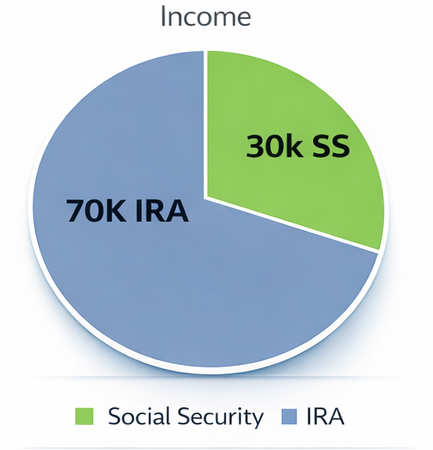 Income
30k SS
70K IRA
Social Security IRA